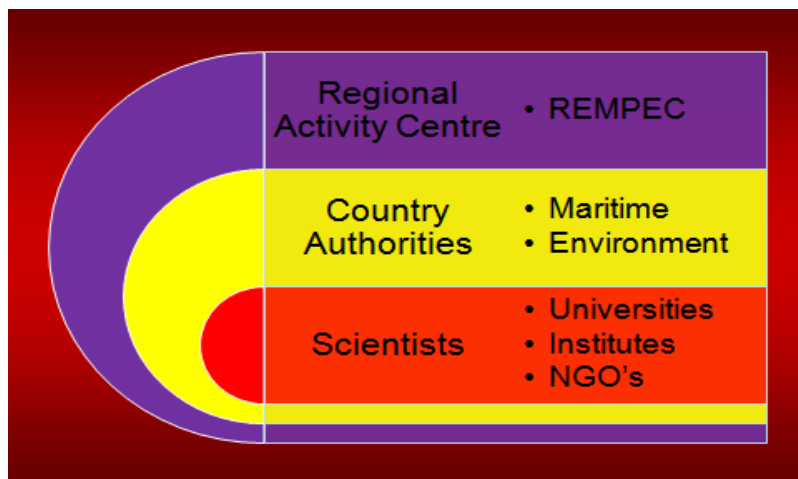 Regional
Activity Centre
• REMPEC
Country
Authorities
• Maritime
• Environment
Scientists
• Universities
• Institutes
• NGO’s